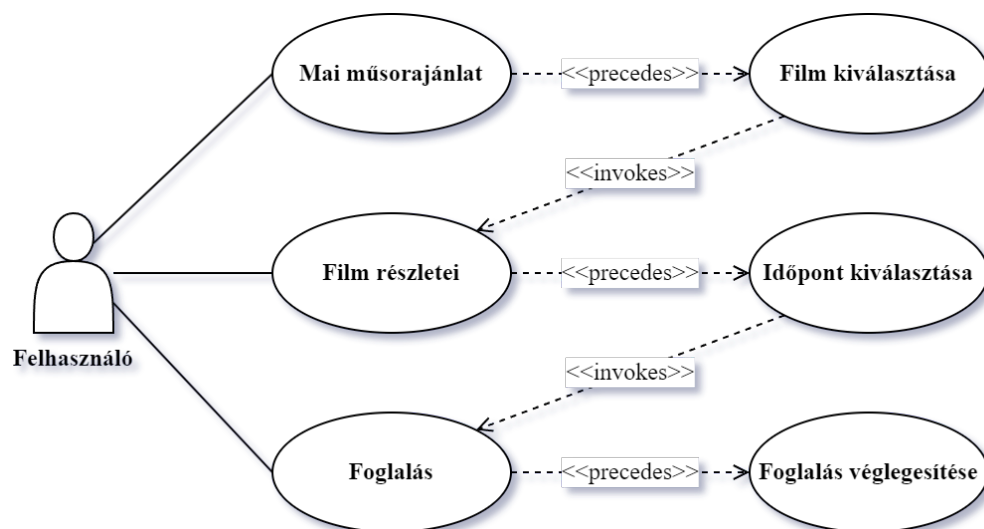 Mai műsorajánlat
<<precedes>>
Film kiválasztása
<<invokes>>
Film részletei
<<precedes>>
Időpont kiválasztása
Felhasználó
<<invokes>>
Foglalás
<<precedes>>
Foglalás véglegesítése